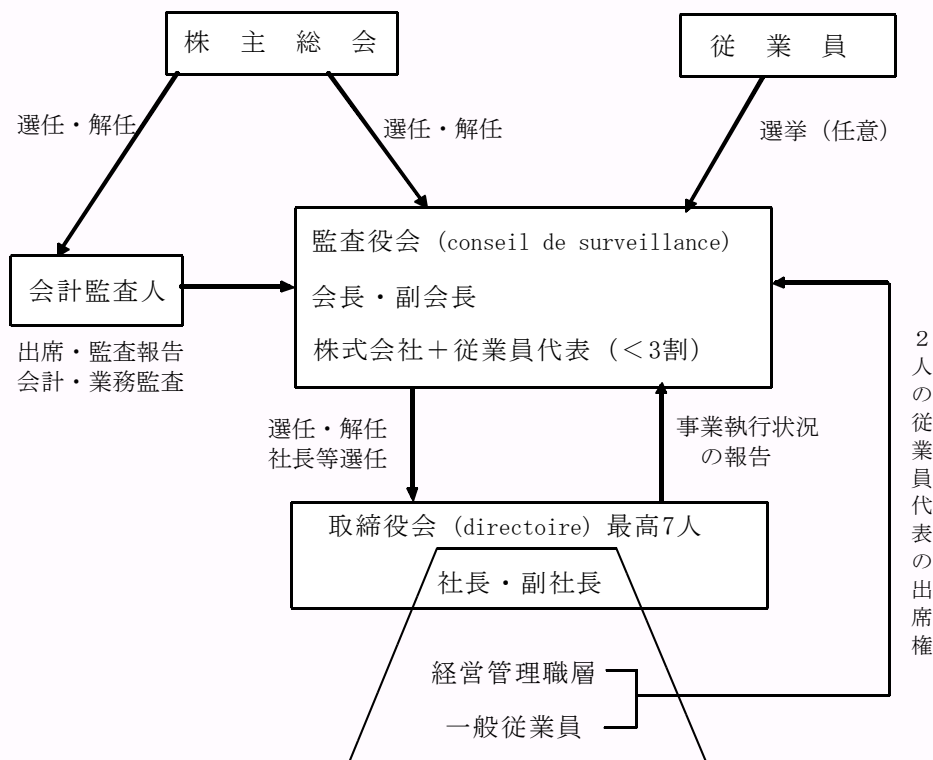 株 主 総 会
従 業 員
選任・解任
選任・解任
選挙（任意）
監査役会（conseil de surveillance）
会長・副会長
株式会社＋従業員代表（＜3割）
会計監査人
出席・監査報告
会計・業務監査
選任・解任
社長等選任
事業執行状況
の報告
2人の従業員代表の出席権
取締役会（directoire）最高7人
社長・副社長
経営管理職層
一般従業員